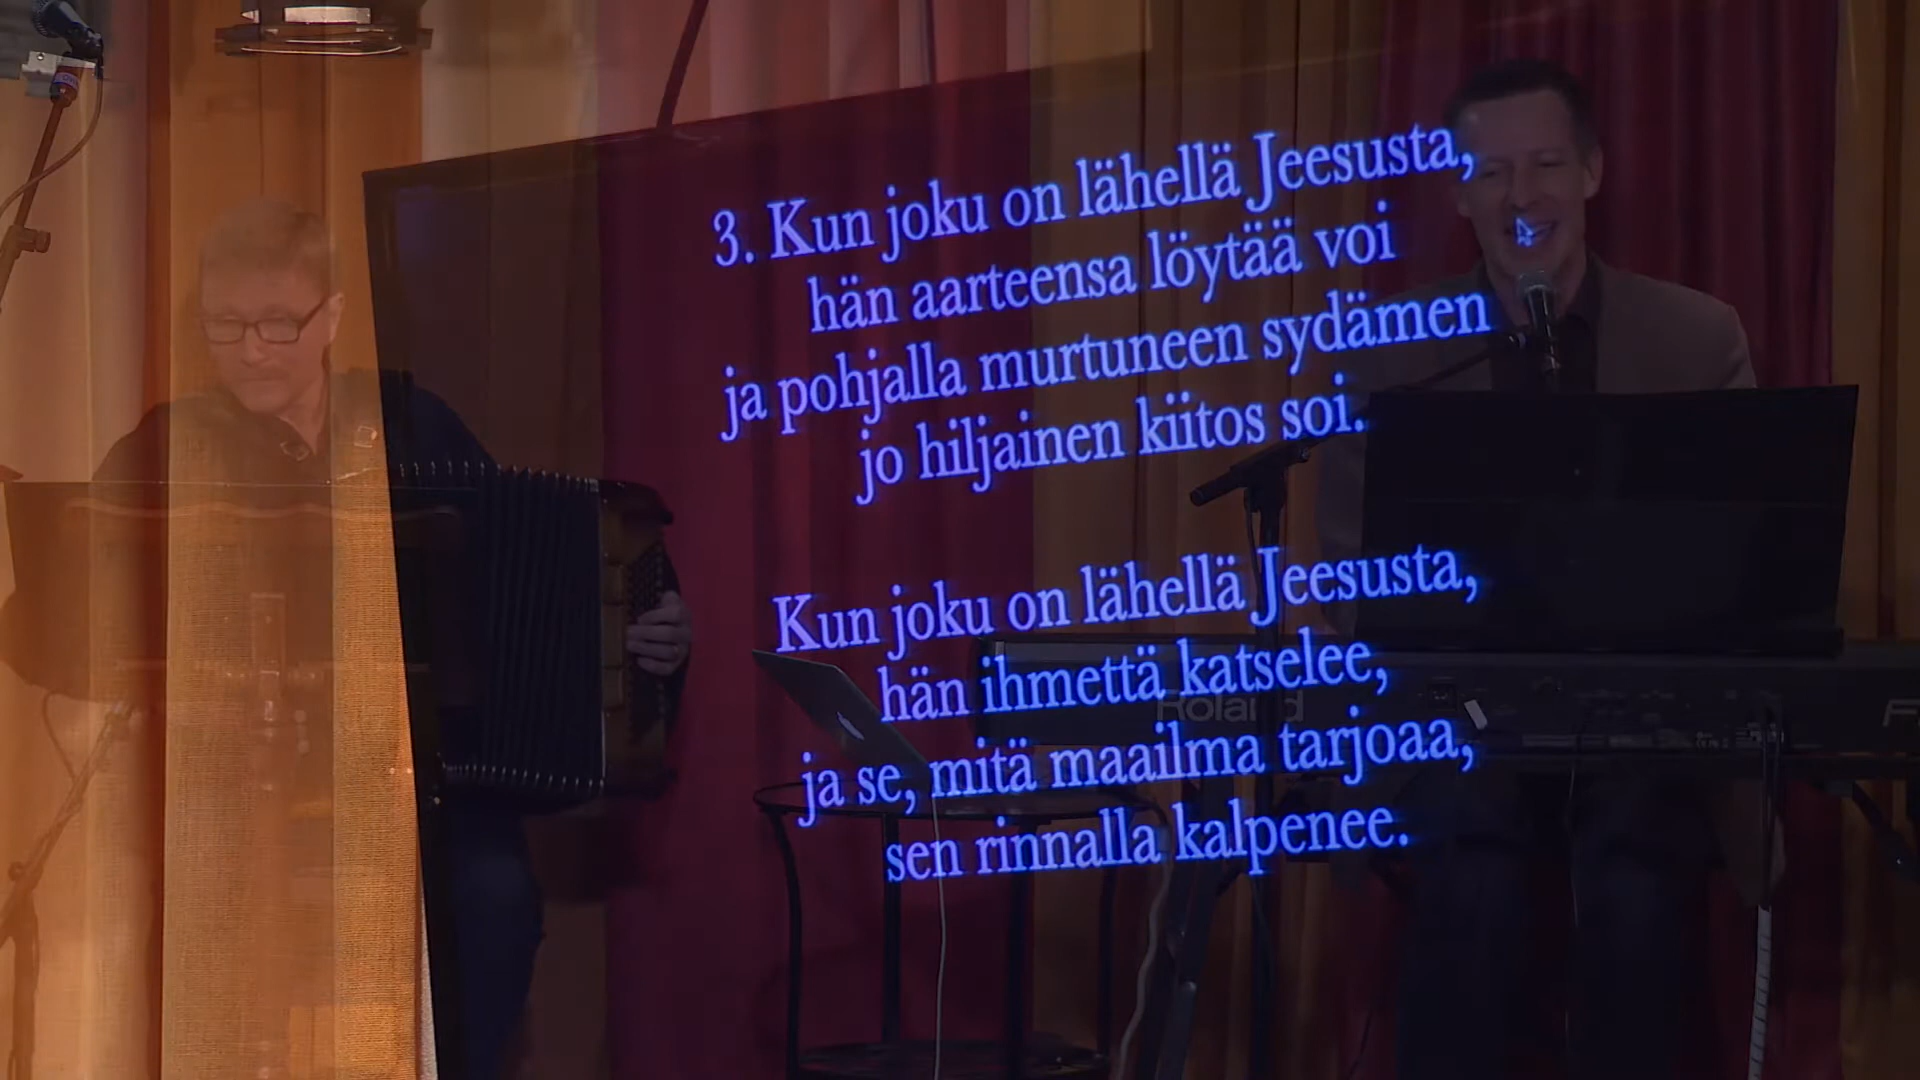 3. Kun joku on lähellä Jeesusta,
hän aarteensa löytää voi
ja pohjalla murtuneen sydämen
jo hiljainen kiitos soi.
Kun joku on lähellä Jeesusta,
hän ihmettä katselee,
ja se, mitä maailma tarjoaa,
sen rinnalla kalpenee.
Roland